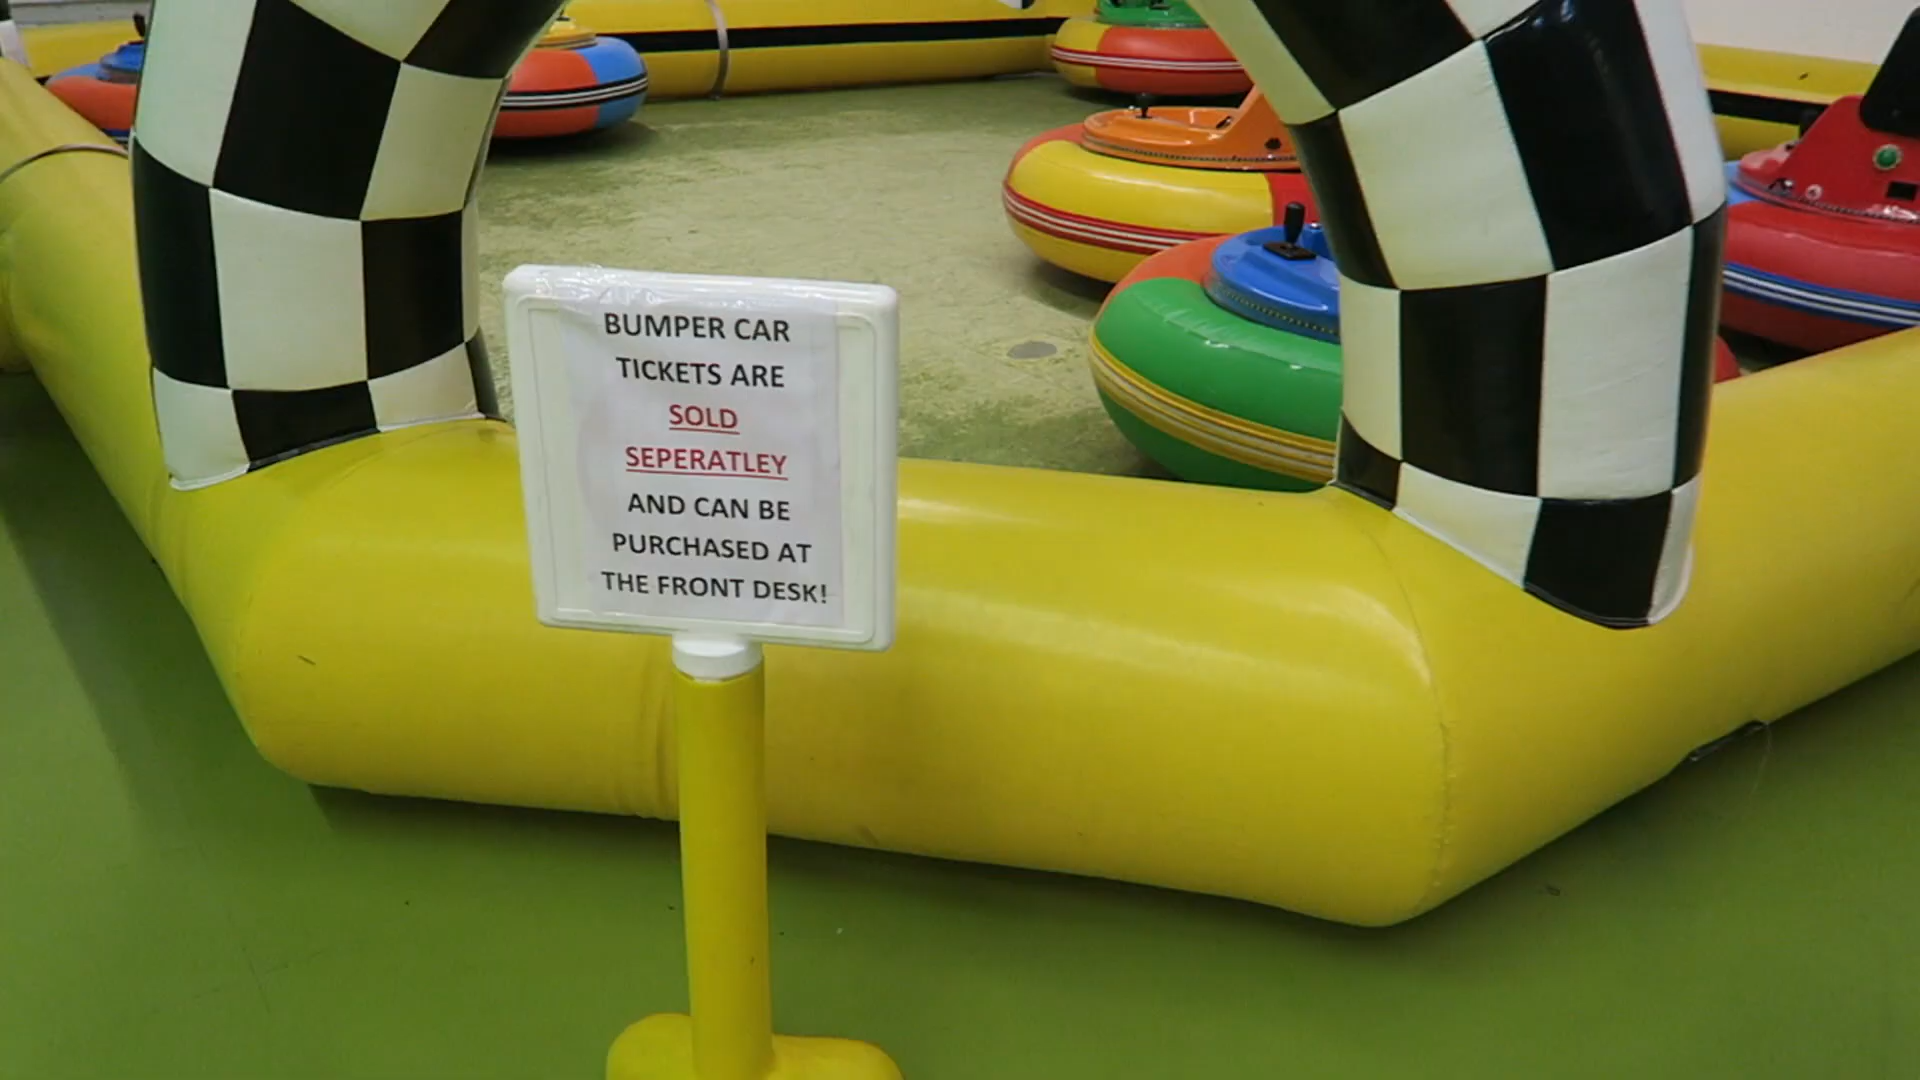 BUMPER CAR
TICKETS ARE
SOLD
SEPERATLEY
AND CAN BE
PURCHASED AT
THE FRONT DESK!